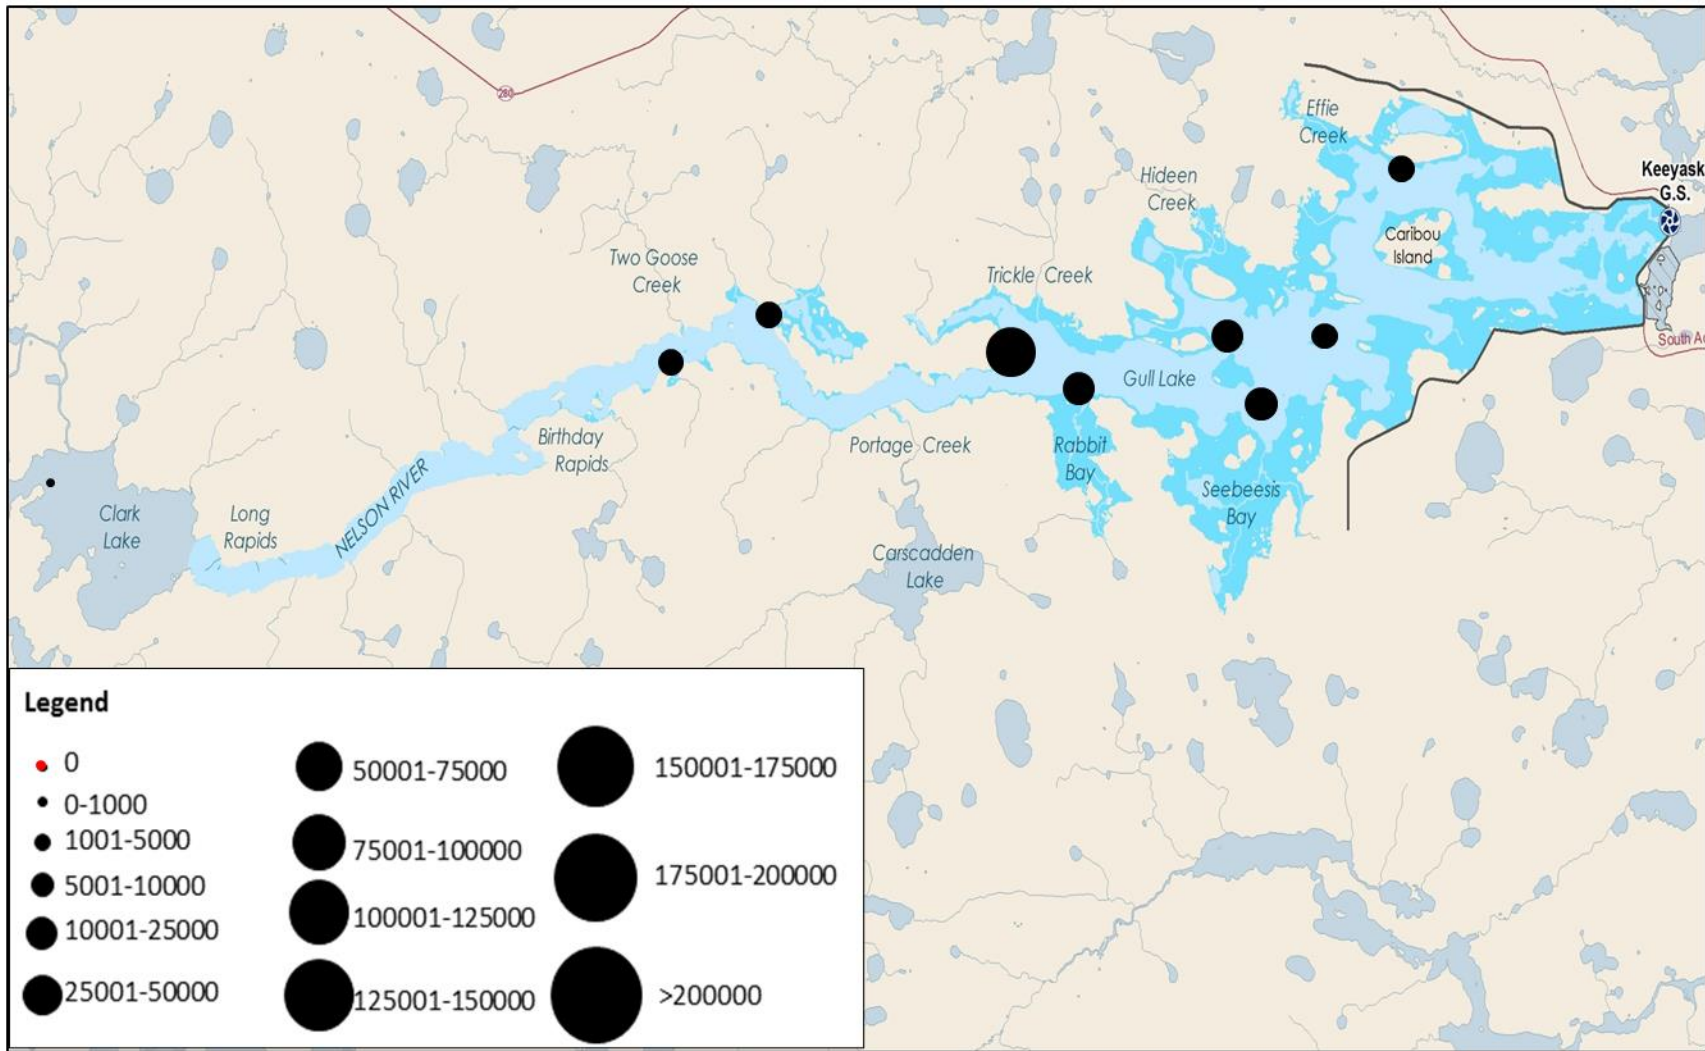 280
Effie
Creek
Keeyask
G.S.
Hideen
Creek
Caribou
Island
Two Goose
Creek
Trickle Creek
South Ac
Gull Lake
Birthday
Rapids
Portage Creek
Rabbit
Bay
NELSON RIVER
Seebeesis
Bay
Clark
Lake
Long
Rapids
Carscadden
Lake
Legend
0
0-1000
1001-5000
5001-10000
10001-25000
25001-50000
50001-75000
75001-100000
100001-125000
125001-150000
150001-175000
175001-200000
>200000